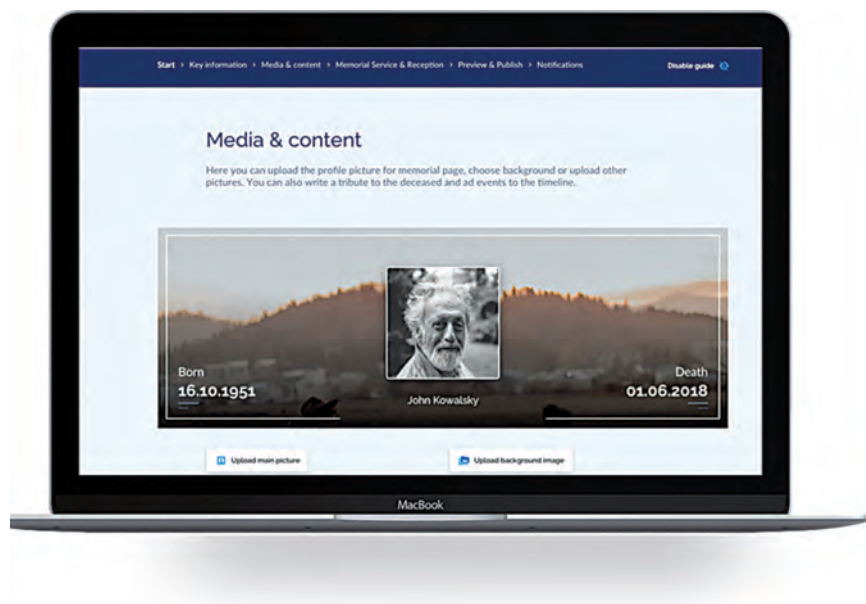 Start > Key information > Media & content > Memorial Service & Reception > Preview & Publish > Notifications
Disable guide
Media & content
Here you can upload the profile picture for memorial page, choose background or upload other
pictures. You can also write a tribute to the deceased and ad events to the timeline.
Born
16.10.1951
John Kowalsky
Death
01.06.2018
Upload main picture
Upload background image
MacBook